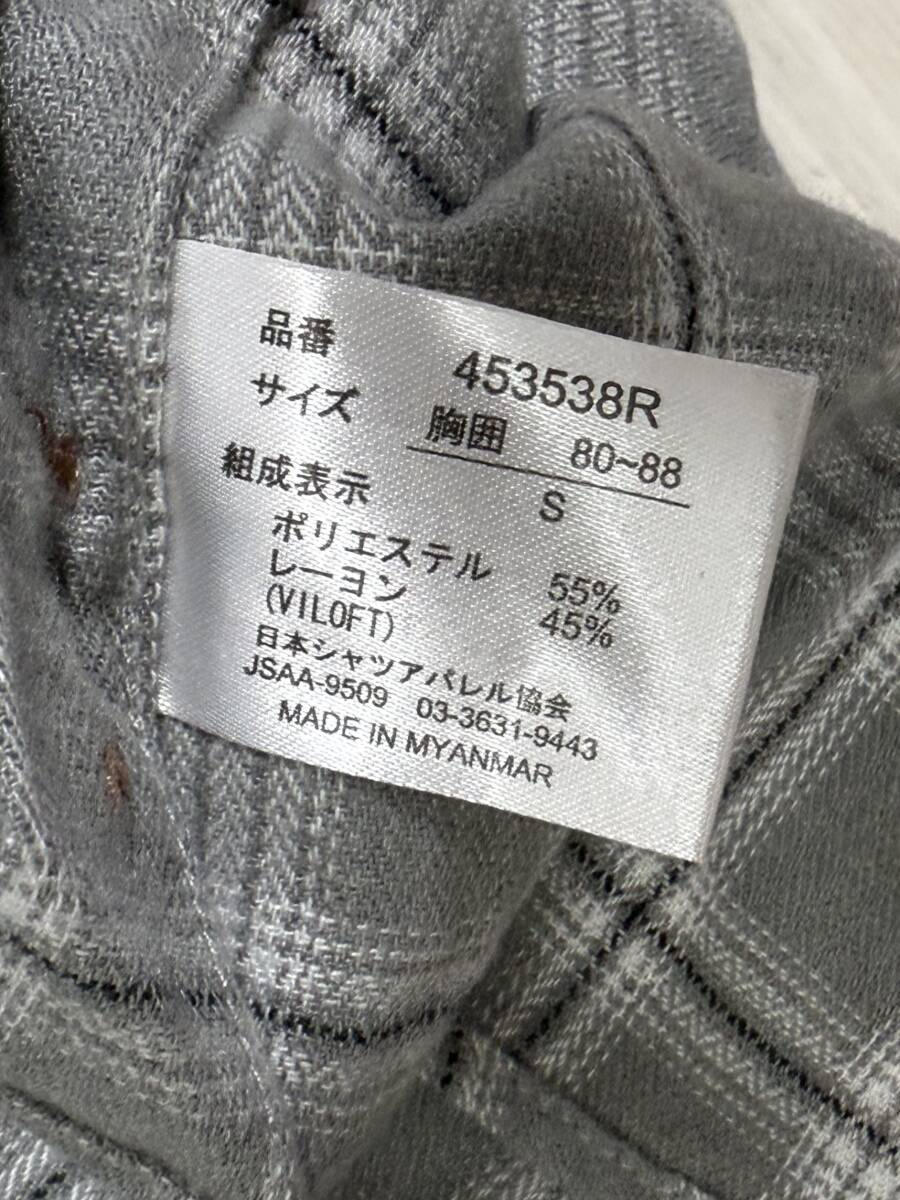 品番 453538R
サイズ 胸囲 80~88
S
組成表示
ポリエステル 55%
レーヨン 45%
(VILOFT)
日本シャツアパレル協会
JSAA-9509 03-3631-9443
MADE IN MYANMAR